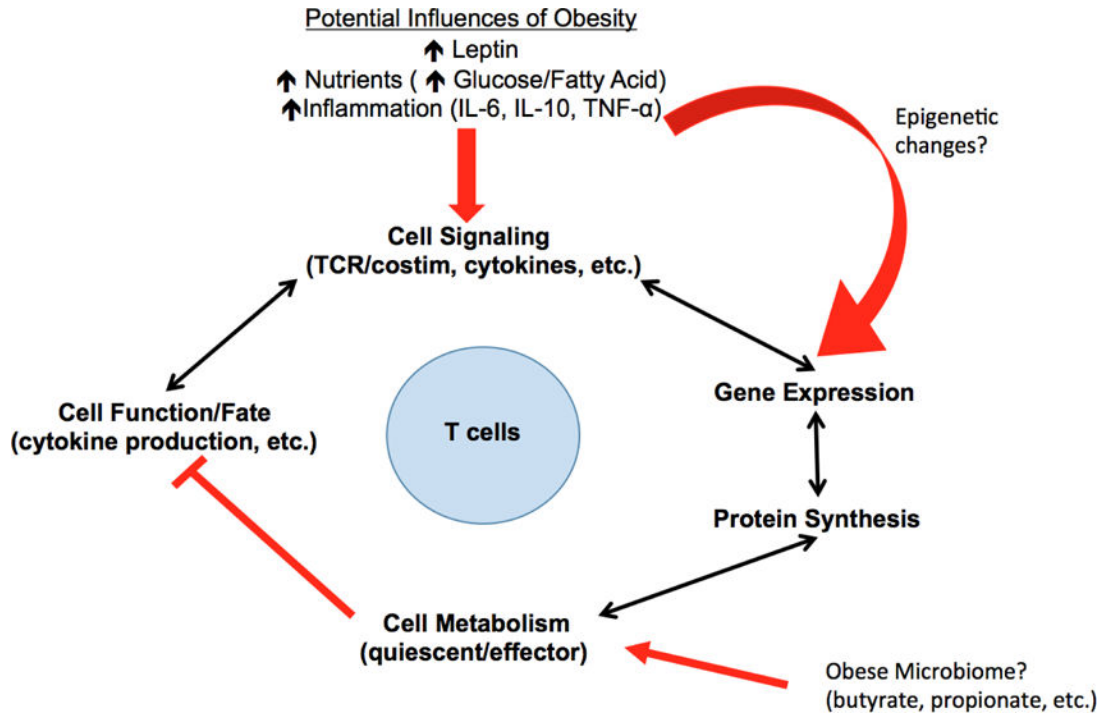 Potential Influences of Obesity
↑ Leptin
↑ Nutrients ( ↑ Glucose/Fatty Acid)
↑Inflammation (IL-6, IL-10, TNF-α)
Epigenetic
changes?
Cell Signaling
(TCR/costim, cytokines, etc.)
Gene Expression
Cell Function/Fate
(cytokine production, etc.)
T cells
Protein Synthesis
Cell Metabolism
(quiescent/effector)
Obese Microbiome?
(butyrate, propionate, etc.)